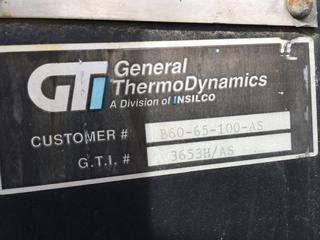 GTI
General
ThermoDynamics
A Division of INSILCO
CUSTOMER # B60-65-100-AS
G.T.I. # 3653H/AS